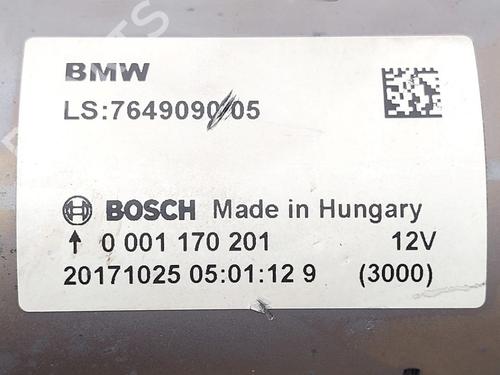 BMW
LS:7649090/05
BOSCH Made in Hungary
↑ 0 001 170 201 12V
20171025 05:01:12 9 (3000)